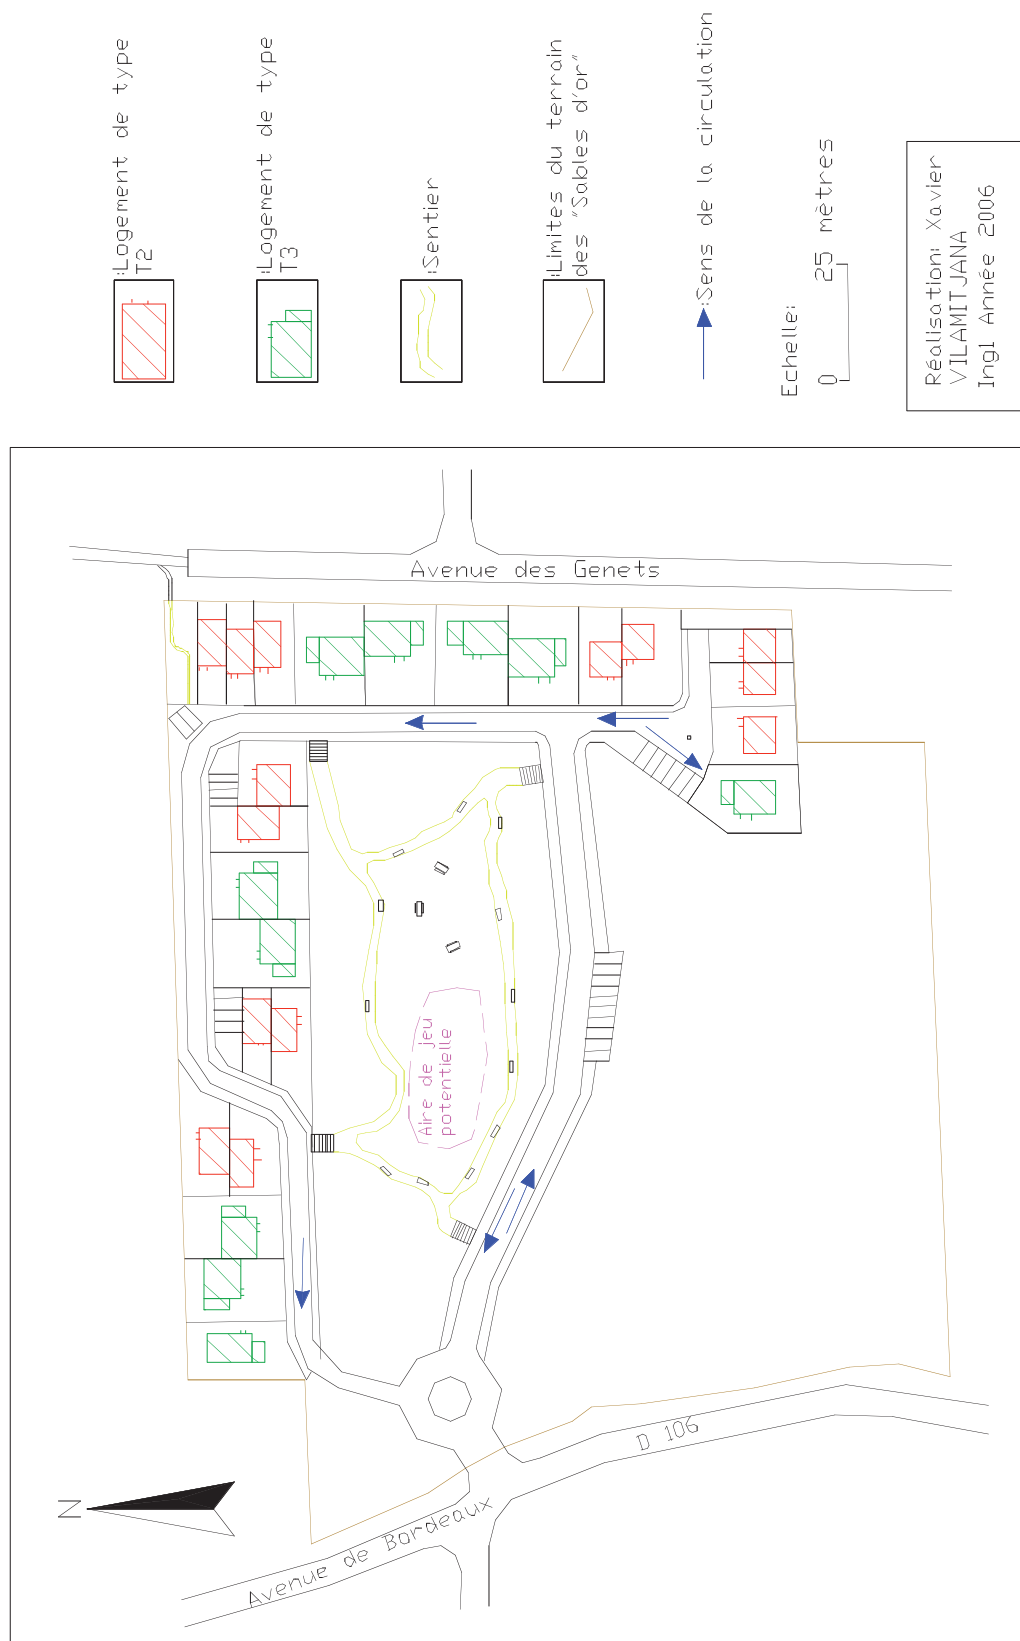 :Logement de type
T2
:Logement de type
T3
:Sentier
:Limites du terrain
des "Sables d'or"
:Sens de la circulation
Echelle:
0 25 mètres
Réalisation: Xavier
VILAMITJANA
Ing1 Année 2006
Avenue des Genets
Aire de jeu
potentielle
D 106
Avenue de Bordeaux
N